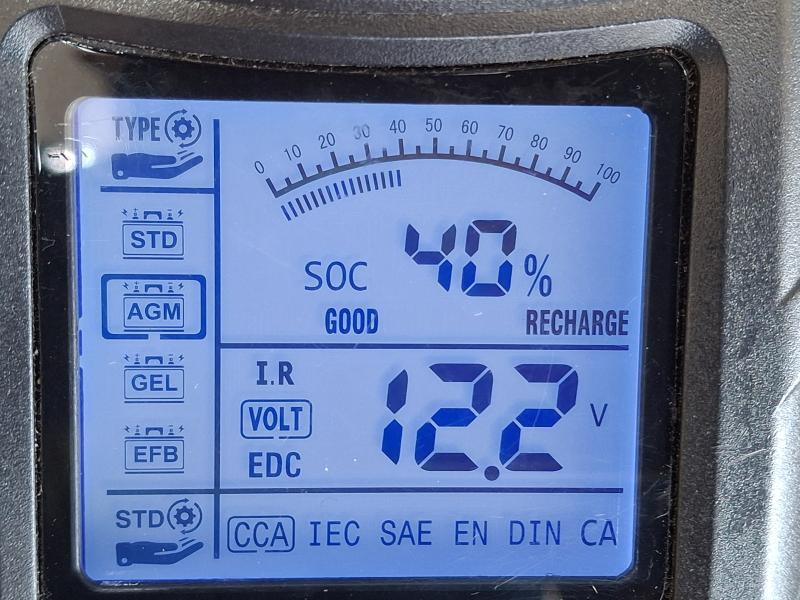 TYPE
0 10 20 30 40 50 60 70 80 90 100
STD
AGM
GEL
EFB
STD
SOC 40 %
GOOD RECHARGE
I.R
VOLT 12.2 V
EDC
CCA IEC SAE EN DIN CA